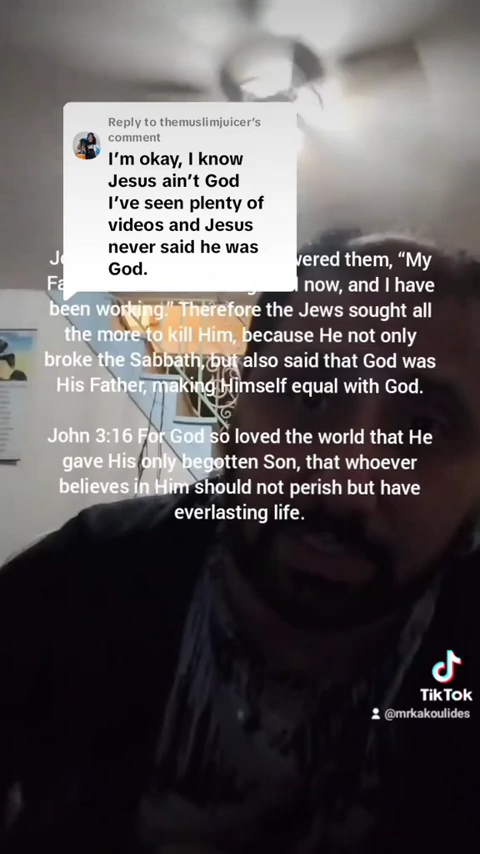 Reply to themuslimjuicer's
comment
I'm okay, I know
Jesus ain't God
I've seen plenty of
videos and Jesus
never said he was
God.
them, "My
now, and I have
been working." Therefore the Jews sought all
the more to kill Him, because He not only
broke the Sabbath, but also said that God was
His Father, making Himself equal with God.
John 3:16 For God so loved the world that He
gave His only begotten Son, that whoever
believes in Him should not perish but have
everlasting life.
TikTok
@mrkakoulides